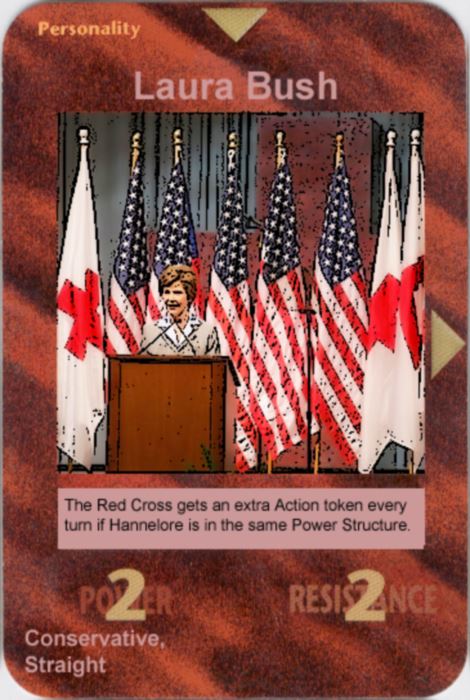 Personality
Laura Bush
The Red Cross gets an extra Action token every
turn if Hannelore is in the same Power Structure.
POWER 2
RESISTANCE 2
Conservative,
Straight